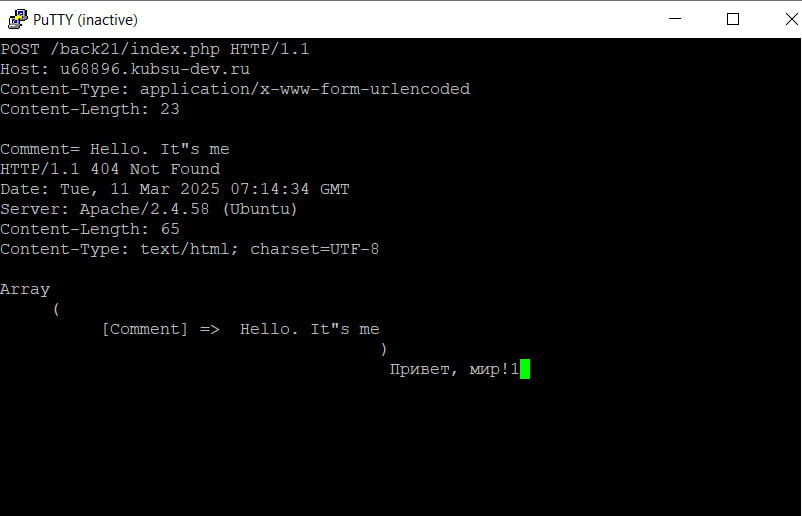 PuTTY (inactive)
POST /back21/index.php HTTP/1.1
Host: u68896.kubsu-dev.ru
Content-Type: application/x-www-form-urlencoded
Content-Length: 23
Comment= Hello. It"s me
HTTP/1.1 404 Not Found
Date: Tue, 11 Mar 2025 07:14:34 GMT
Server: Apache/2.4.58 (Ubuntu)
Content-Length: 65
Content-Type: text/html; charset=UTF-8
Array
(
[Comment] =>  Hello. It"s me
)
Привет, мир!1